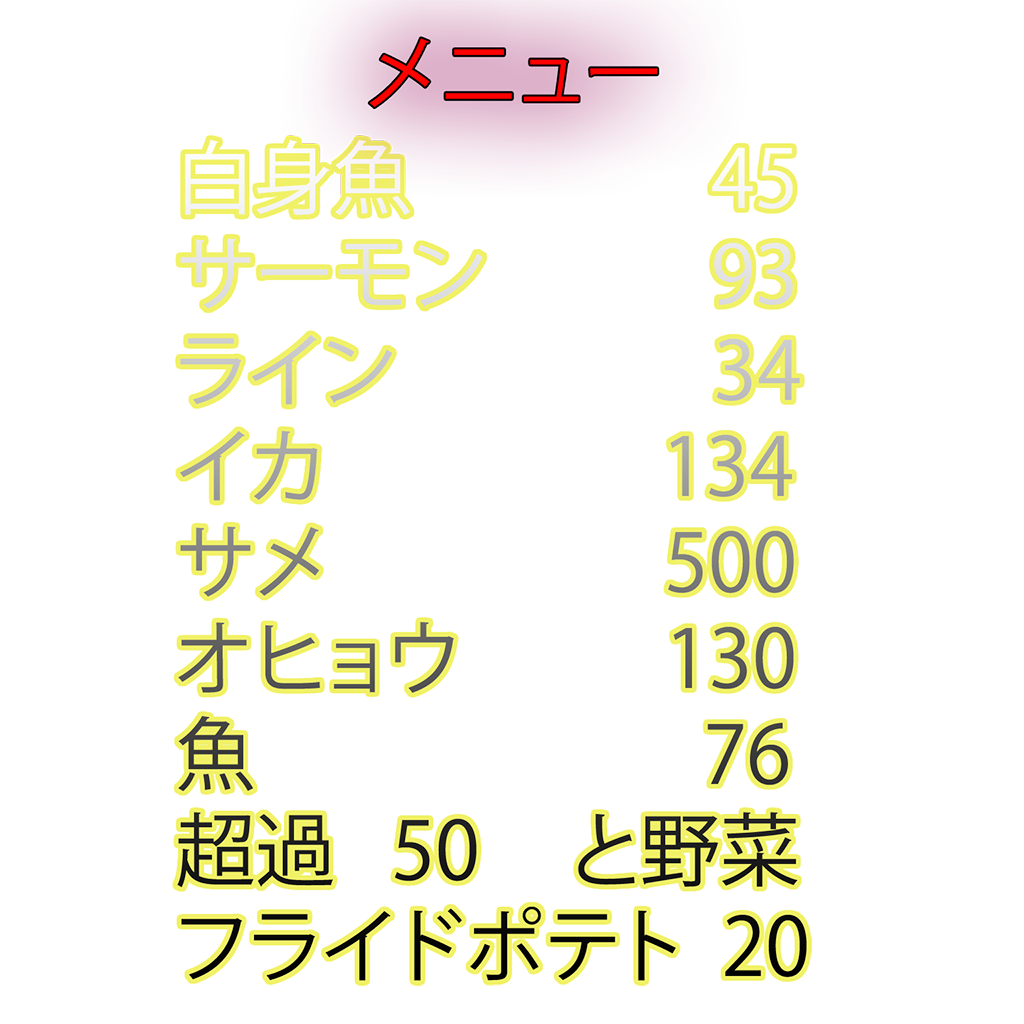 メニュー
白身魚 45
サーモン 93
ライン 34
イカ 134
サメ 500
オヒョウ 130
魚 76
超過 50 と野菜
フライドポテト 20